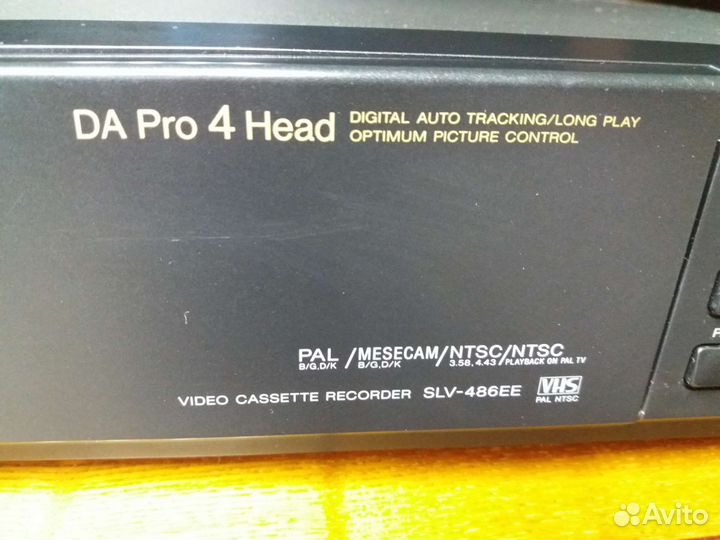 DA Pro 4 Head DIGITAL AUTO TRACKING/LONG PLAY
OPTIMUM PICTURE CONTROL
PAL /MESECAM/NTSC/NTSC
B/G,D/K B/G,D/K 3.58, 4.43 PLAYBACK ON PAL TV
VIDEO CASSETTE RECORDER SLV-486EE VHS
PAL NTSC
Avito